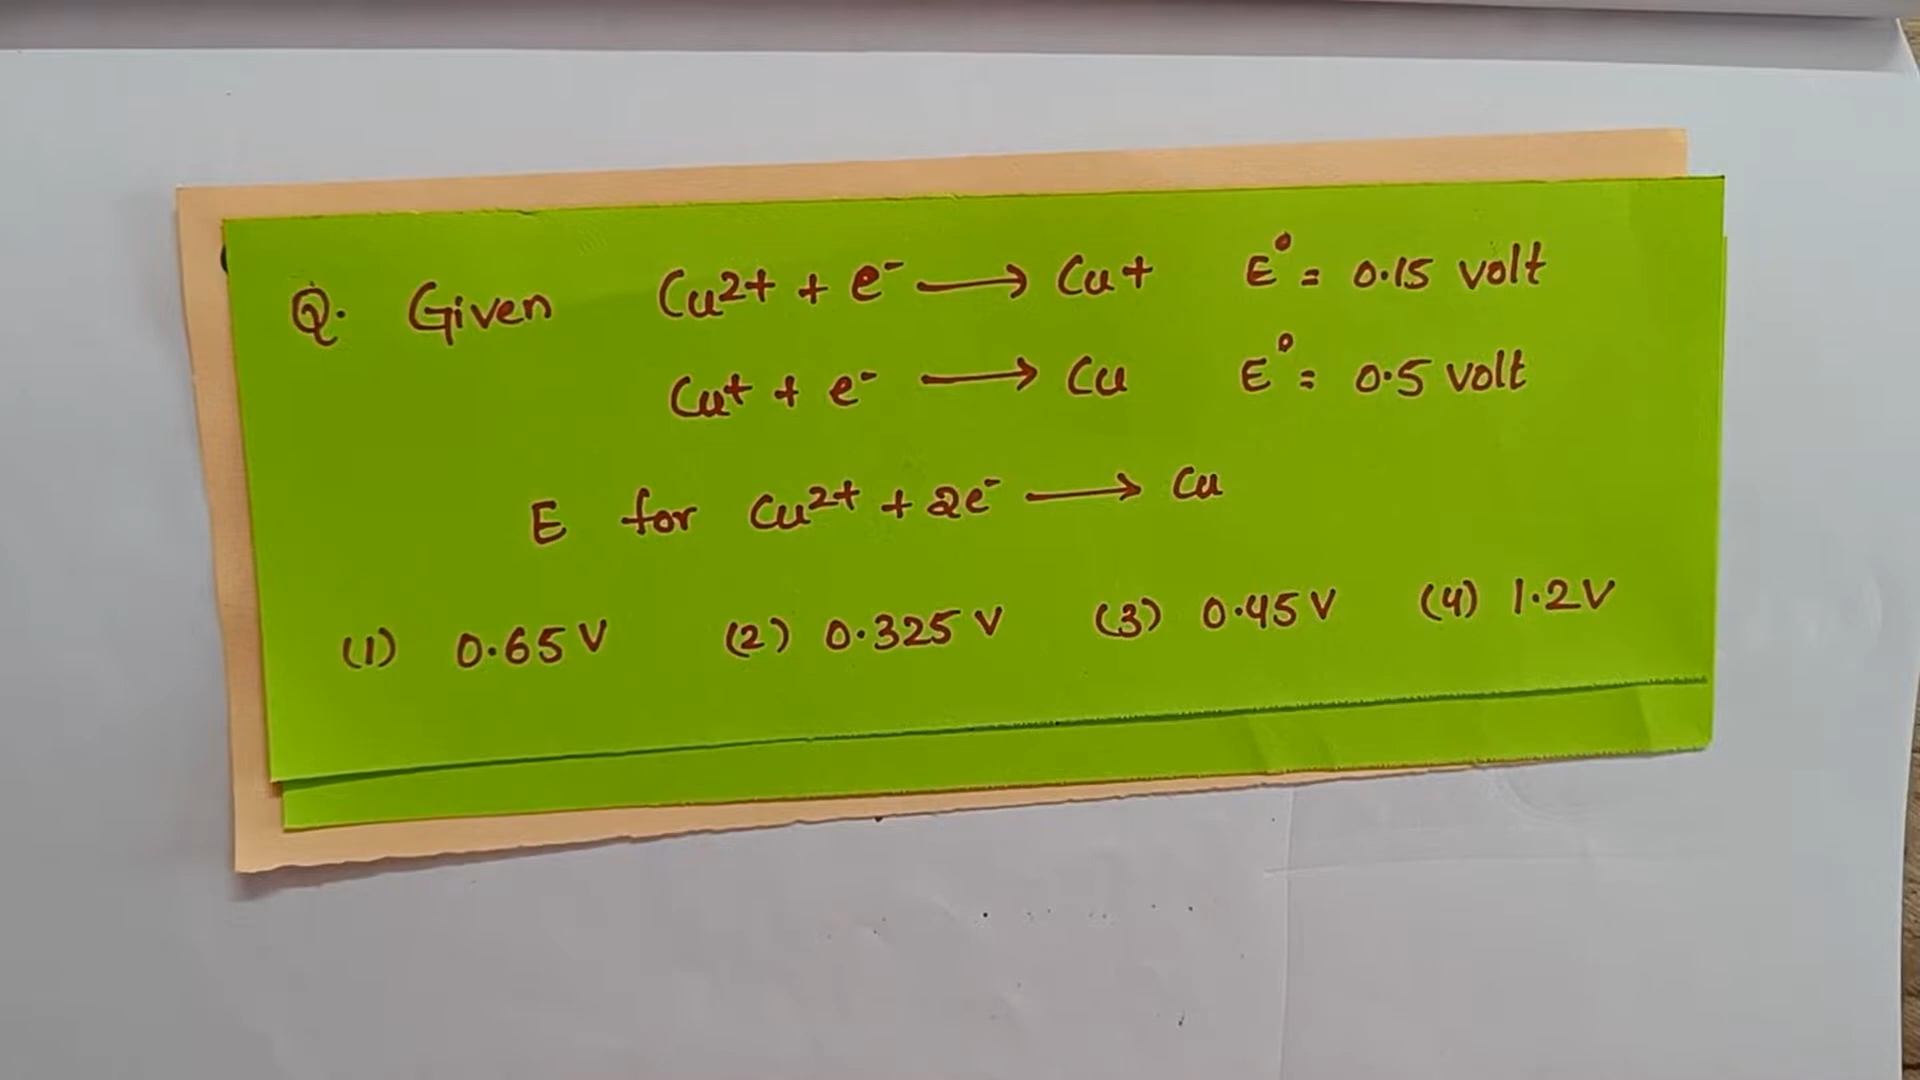 Q. Given Cu2+ + e- ⟶ Cu+ E° = 0.15 volt
Cu+ + e- ⟶ Cu E° = 0.5 volt
E for Cu2+ + 2e- ⟶ Cu
(1) 0.65 V (2) 0.325 V (3) 0.45 V (4) 1.2 V